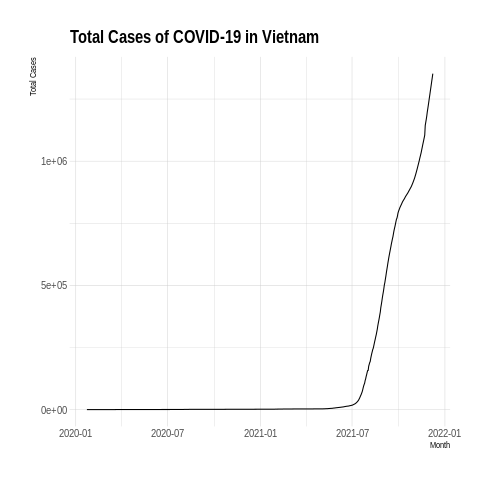 Total Cases of COVID-19 in Vietnam
Total Cases
1e+06
5e+05
0e+00
2020-01 2020-07 2021-01 2021-07 2022-01
Month